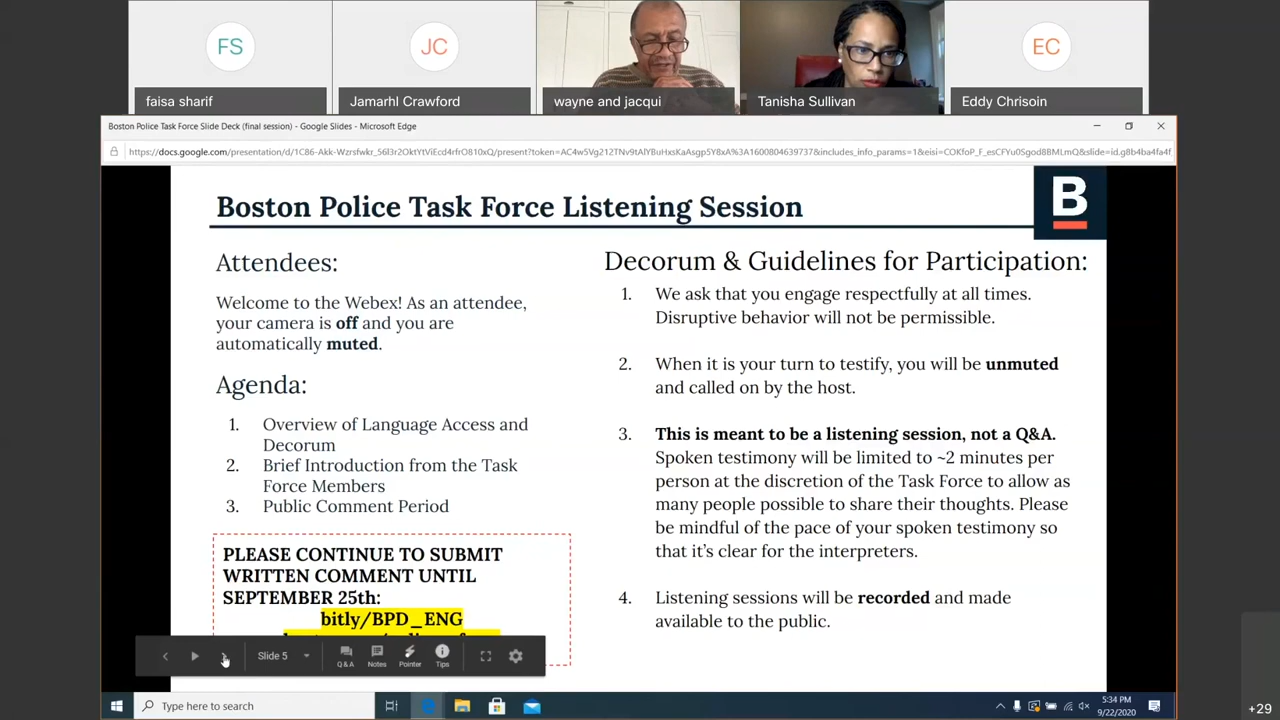 FS
JC
EC
faisa sharif
Jamarhl Crawford
wayne and jacqui
Tanisha Sullivan
Eddy Chrisoin
Boston Police Task Force Slide Deck (final session) - Google Slides - Microsoft Edge
Boston Police Task Force Listening Session
B
Attendees:
Welcome to the Webex! As an attendee,
your camera is off and you are
automatically muted.
Agenda:
1. Overview of Language Access and
Decorum
2. Brief Introduction from the Task
Force Members
3. Public Comment Period
PLEASE CONTINUE TO SUBMIT
WRITTEN COMMENT UNTIL
SEPTEMBER 25th:
bitly/BPD_ENG
Decorum & Guidelines for Participation:
1. We ask that you engage respectfully at all times.
Disruptive behavior will not be permissible.
2. When it is your turn to testify, you will be unmuted
and called on by the host.
3. This is meant to be a listening session, not a Q&A.
Spoken testimony will be limited to ~2 minutes per
person at the discretion of the Task Force to allow as
many people possible to share their thoughts. Please
be mindful of the pace of your spoken testimony so
that it's clear for the interpreters.
4. Listening sessions will be recorded and made
available to the public.
Slide 5
Q&A
Notes
Pointer
Tips
Type here to search
5:34 PM
9/22/2020
+29